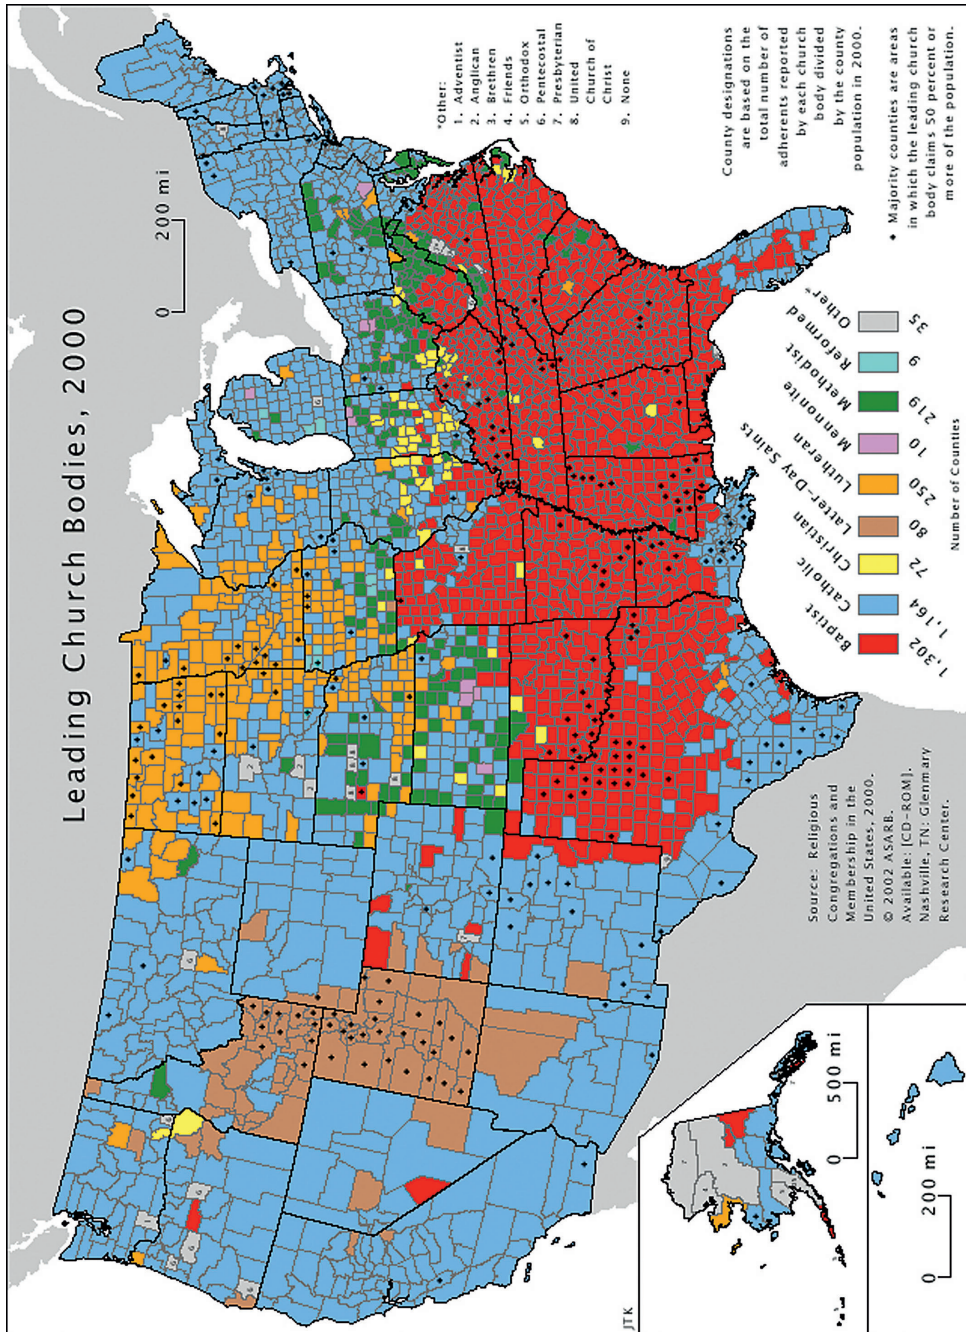 Leading Church Bodies, 2000
0 200 mi
*Other:
1. Adventist
2. Anglican
3. Brethren
4. Friends
5. Orthodox
6. Pentecostal
7. Presbyterian
8. United
Church of
Christ
9. None
County designations
are based on the
total number of
adherents reported
by each church
body divided
by the county
population in 2000.
Majority counties are areas
in which the leading church
body claims 50 percent or
more of the population.
Baptist
Catholic
Christian
Latter-Day Saints
Lutheran
Mennonite
Methodist
Reformed
Other*
1,302
1,164
72
80
250
10
219
9
35
Number of Counties
Source: Religious
Congregations and
Membership in the
United States, 2000.
© 2002 ASARB.
Available: [CD-ROM].
Nashville, TN: Glenmary
Research Center.
0 500 mi
0 200 mi
JTK